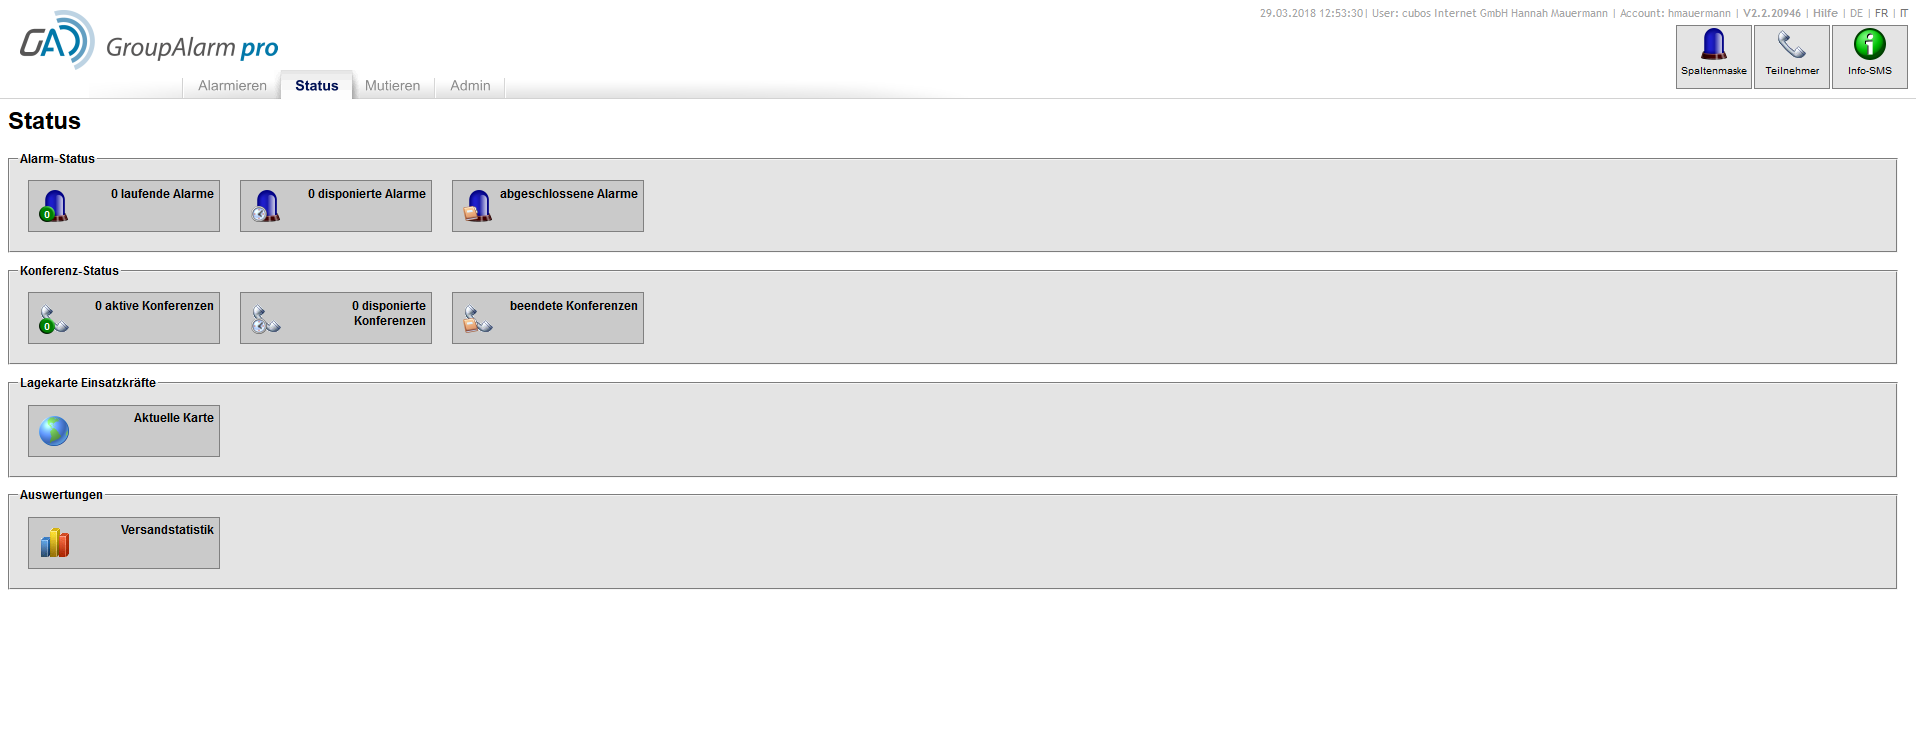 29.03.2018 12:53:30| User: cubos Internet GmbH Hannah Mauermann | Account: hmauermann | V2.2.20946 | Hilfe | DE | FR | IT
GA GroupAlarm pro
Spaltenmaske Teilnehmer Info-SMS
Alarmieren Status Mutieren Admin
Status
Alarm-Status
0 0 laufende Alarme 0 disponierte Alarme abgeschlossene Alarme
Konferenz-Status
0 0 aktive Konferenzen 0 disponierte beendete Konferenzen
Konferenzen
Lagekarte Einsatzkräfte
Aktuelle Karte
Auswertungen
Versandstatistik